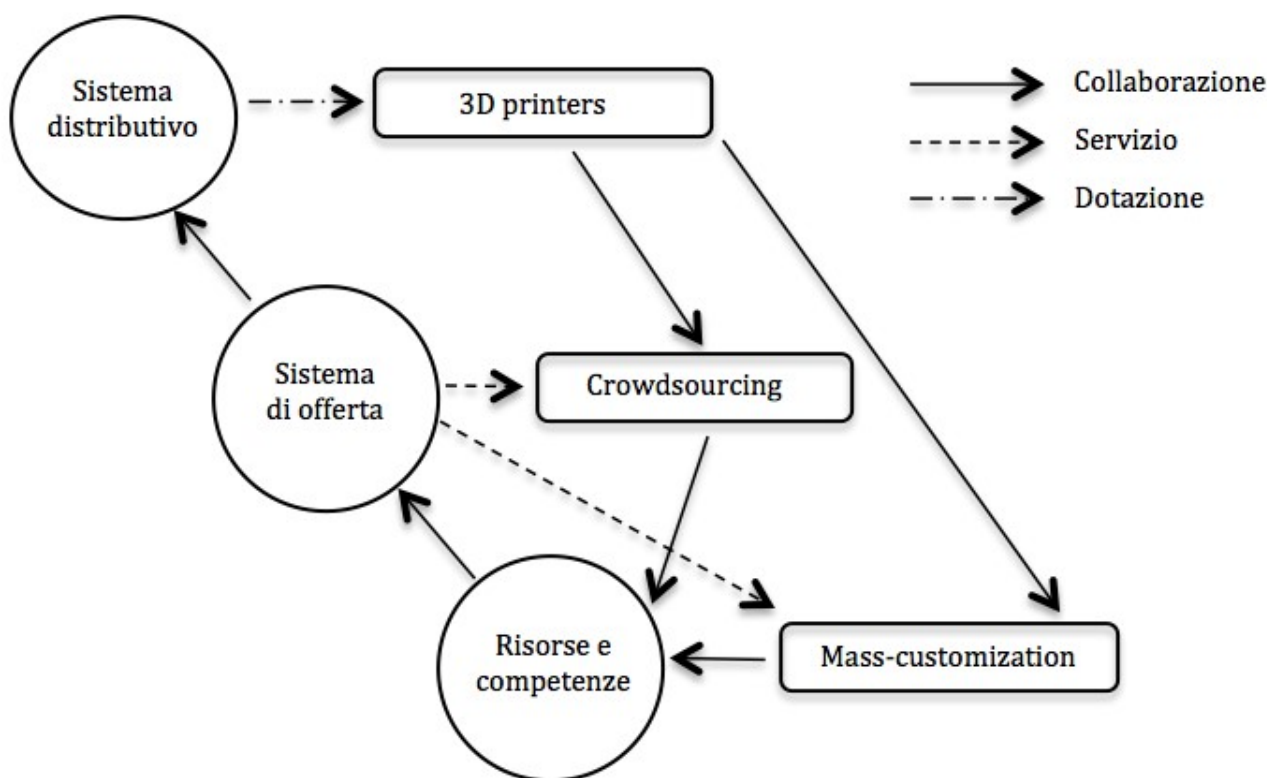 Sistema
distributivo
3D printers
Collaborazione
Servizio
Dotazione
Sistema
di offerta
Crowdsourcing
Risorse e
competenze
Mass-customization